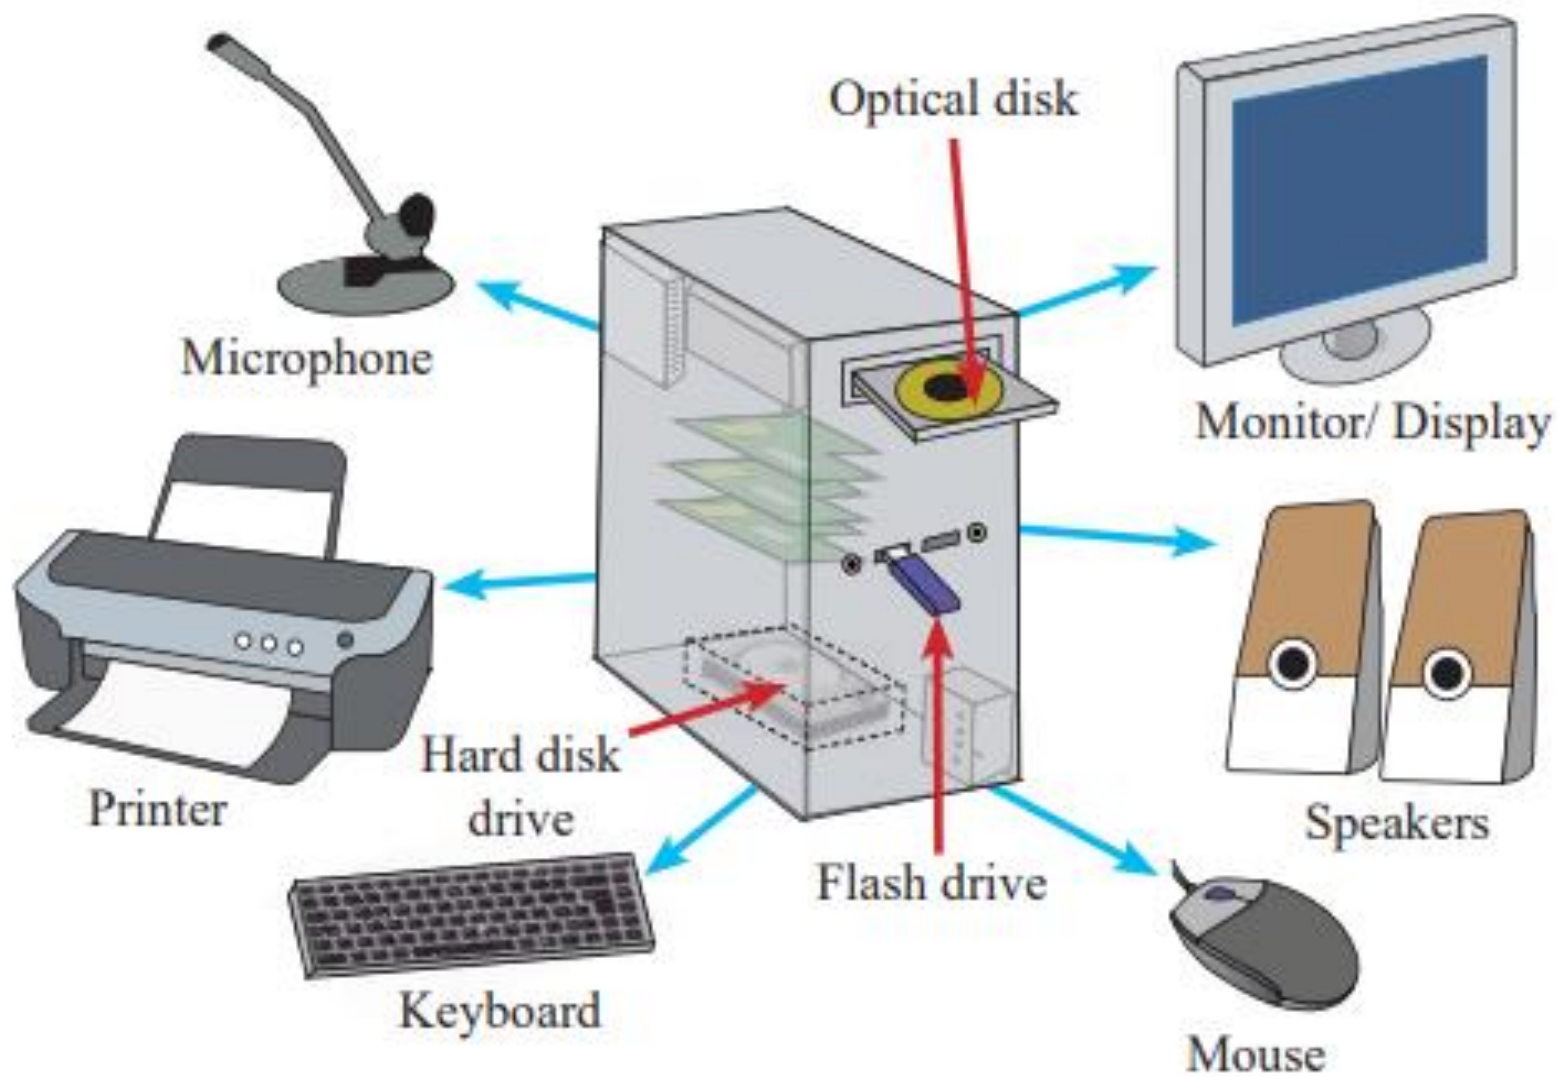 Optical disk
Microphone
Monitor/ Display
Hard disk
drive
Printer
Speakers
Flash drive
Keyboard
Mouse